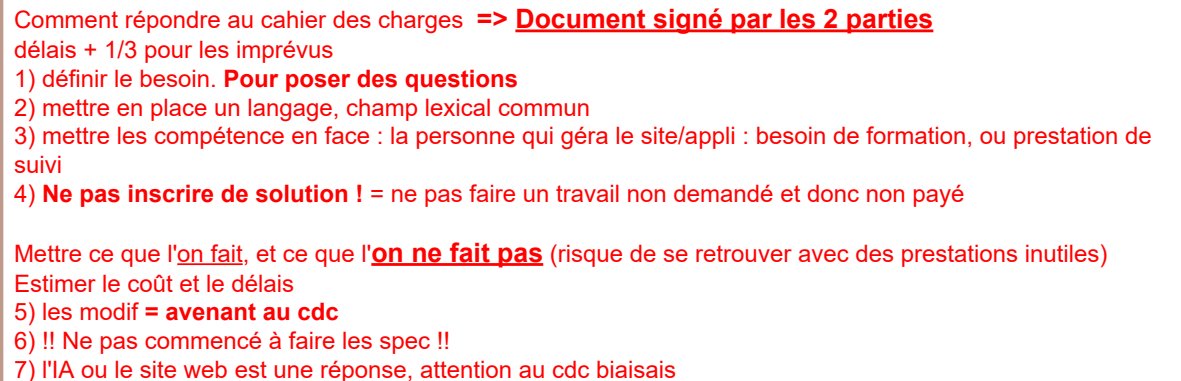 Comment répondre au cahier des charges => Document signé par les 2 parties
délais + 1/3 pour les imprévus
1) définir le besoin. Pour poser des questions
2) mettre en place un langage, champ lexical commun
3) mettre les compétence en face : la personne qui géra le site/appli : besoin de formation, ou prestation de
suivi
4) Ne pas inscrire de solution ! = ne pas faire un travail non demandé et donc non payé
Mettre ce que l'on fait, et ce que l'on ne fait pas (risque de se retrouver avec des prestations inutiles)
Estimer le coût et le délais
5) les modif = avenant au cdc
6) !! Ne pas commencé à faire les spec !!
7) l'IA ou le site web est une réponse, attention au cdc biaisais